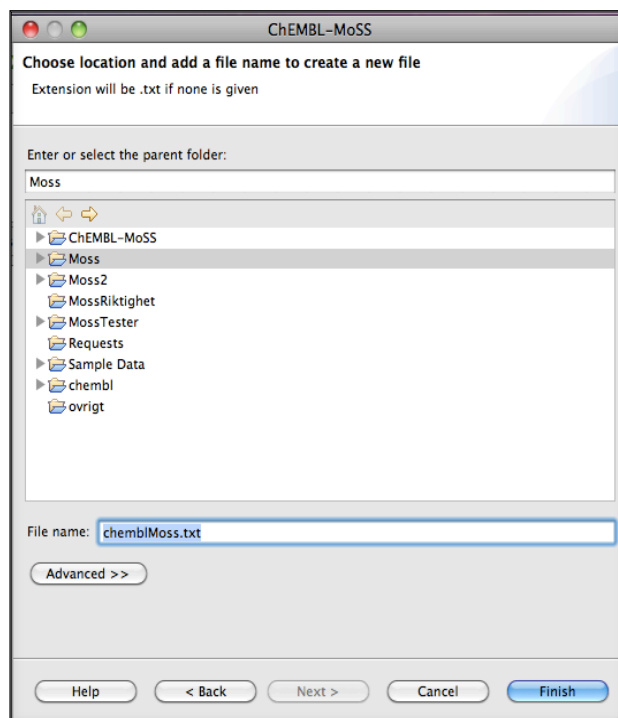 ChEMBL-MoSS
Choose location and add a file name to create a new file
Extension will be .txt if none is given
Enter or select the parent folder:
Moss
ChEMBL-MoSS
Moss
Moss2
MossRiktighet
MossTester
Requests
Sample Data
chembl
ovrigt
File name: chemblMoss.txt
Advanced >>
Help < Back Next > Cancel Finish